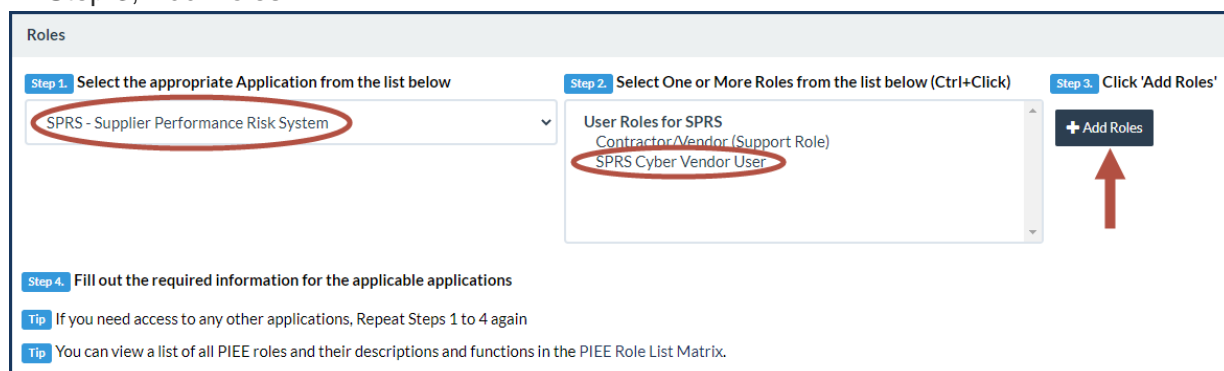 Roles
Step 1. Select the appropriate Application from the list below
SPRS - Supplier Performance Risk System
Step 2. Select One or More Roles from the list below (Ctrl+Click)
User Roles for SPRS
Contractor/Vendor (Support Role)
SPRS Cyber Vendor User
Step 3. Click 'Add Roles'
+ Add Roles
Step 4. Fill out the required information for the applicable applications
Tip If you need access to any other applications, Repeat Steps 1 to 4 again
Tip You can view a list of all PIEE roles and their descriptions and functions in the PIEE Role List Matrix.